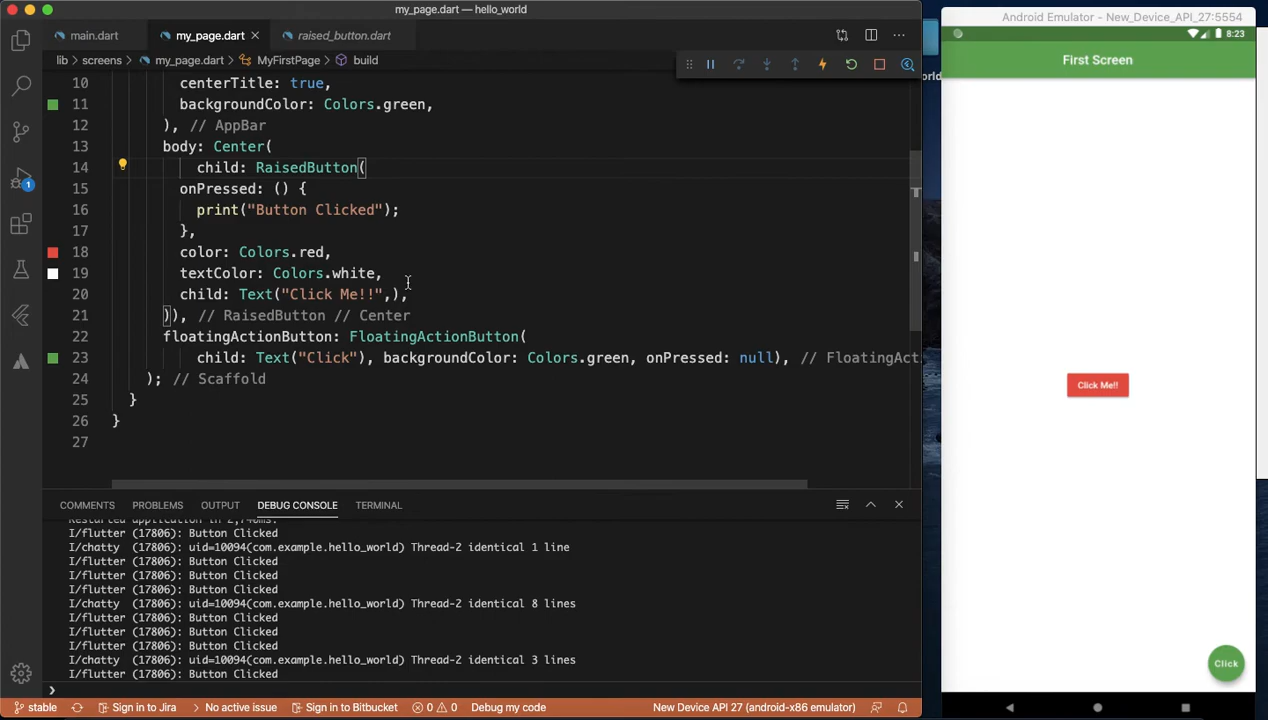 my_page.dart — hello_world
main.dart
my_page.dart
raised_button.dart
lib > screens > my_page.dart > MyFirstPage > build
10 centerTitle: true,
11 backgroundColor: Colors.green,
12 ), // AppBar
13 body: Center(
14 child: RaisedButton(
15 onPressed: () {
16 print("Button Clicked");
17 },
18 color: Colors.red,
19 textColor: Colors.white,
20 child: Text("Click Me!!",),
21 )), // RaisedButton // Center
22 floatingActionButton: FloatingActionButton(
23 child: Text("Click"), backgroundColor: Colors.green, onPressed: null), // FloatingActi
24 ); // Scaffold
25 }
26 }
27
COMMENTS PROBLEMS OUTPUT DEBUG CONSOLE TERMINAL
Restarted application in 2,740ms.
I/flutter (17806): Button Clicked
I/chatty (17806): uid=10094(com.example.hello_world) Thread-2 identical 1 line
I/flutter (17806): Button Clicked
I/flutter (17806): Button Clicked
I/flutter (17806): Button Clicked
I/chatty (17806): uid=10094(com.example.hello_world) Thread-2 identical 8 lines
I/flutter (17806): Button Clicked
I/flutter (17806): Button Clicked
I/flutter (17806): Button Clicked
I/chatty (17806): uid=10094(com.example.hello_world) Thread-2 identical 3 lines
I/flutter (17806): Button Clicked
stable Sign in to Jira No active issue Sign in to Bitbucket 0 0 Debug my code New Device API 27 (android-x86 emulator)
1
Android Emulator - New_Device_API_27:5554
8:23
First Screen
Click Me!!
Click